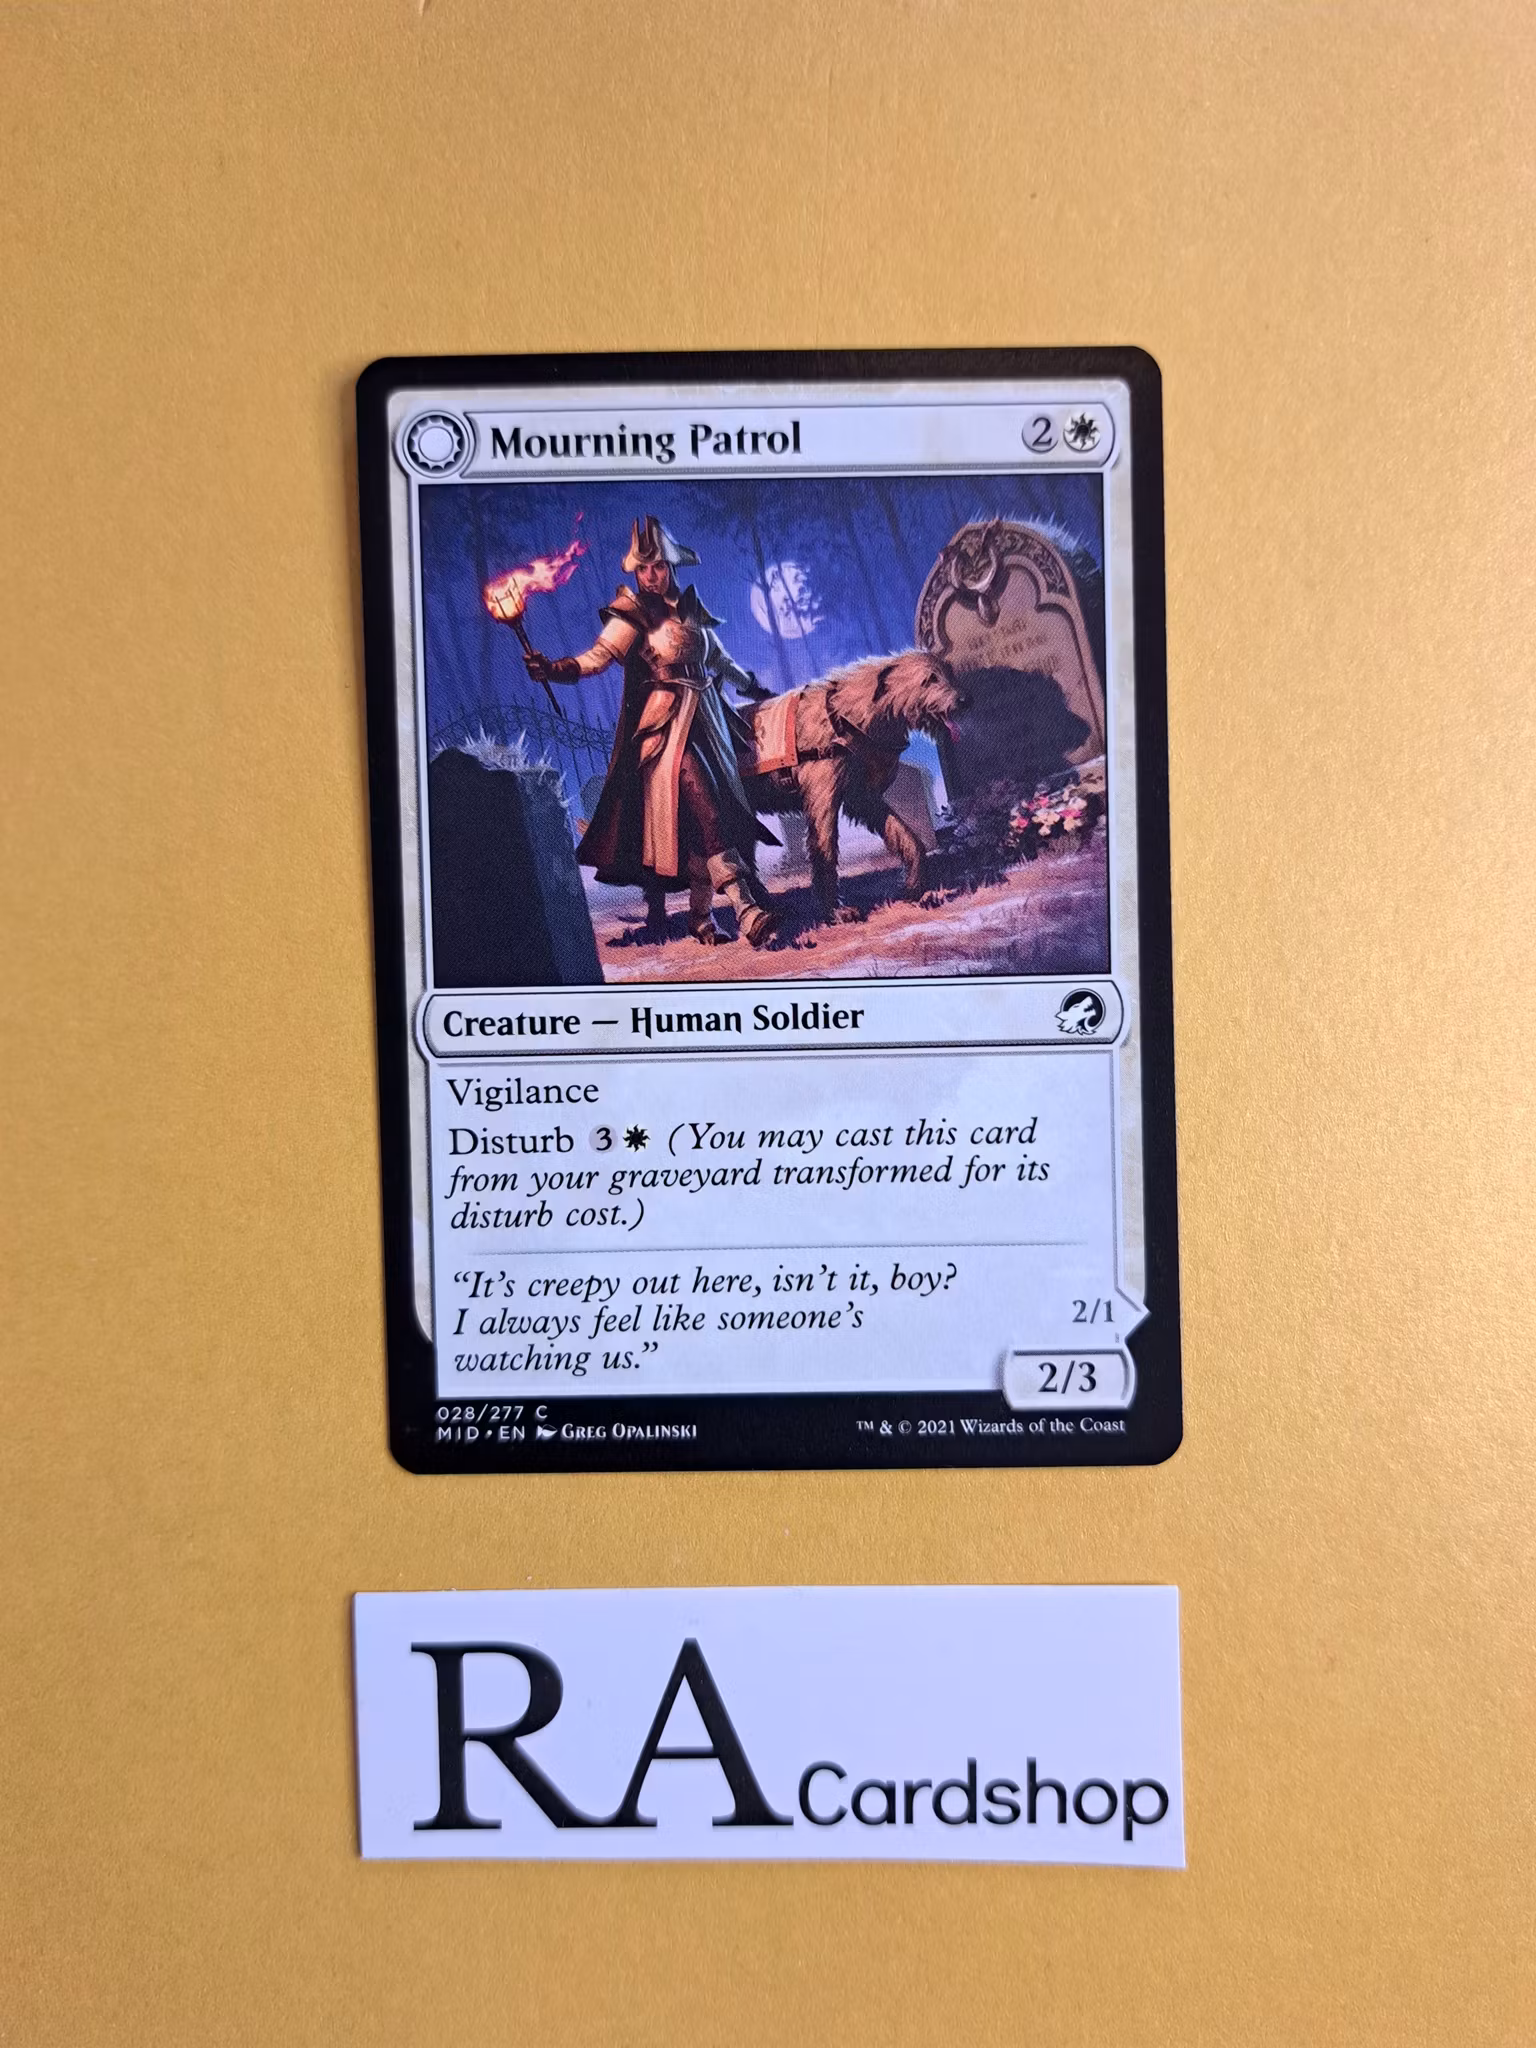 Mourning Patrol 2
Creature — Human Soldier
Vigilance
Disturb 3 (You may cast this card
from your graveyard transformed for its
disturb cost.)
“It's creepy out here, isn't it, boy?
I always feel like someone's
watching us.”
2/1
2/3
028/277 C
MID • EN GREG OPALINSKI
™ & © 2021 Wizards of the Coast
RA Cardshop